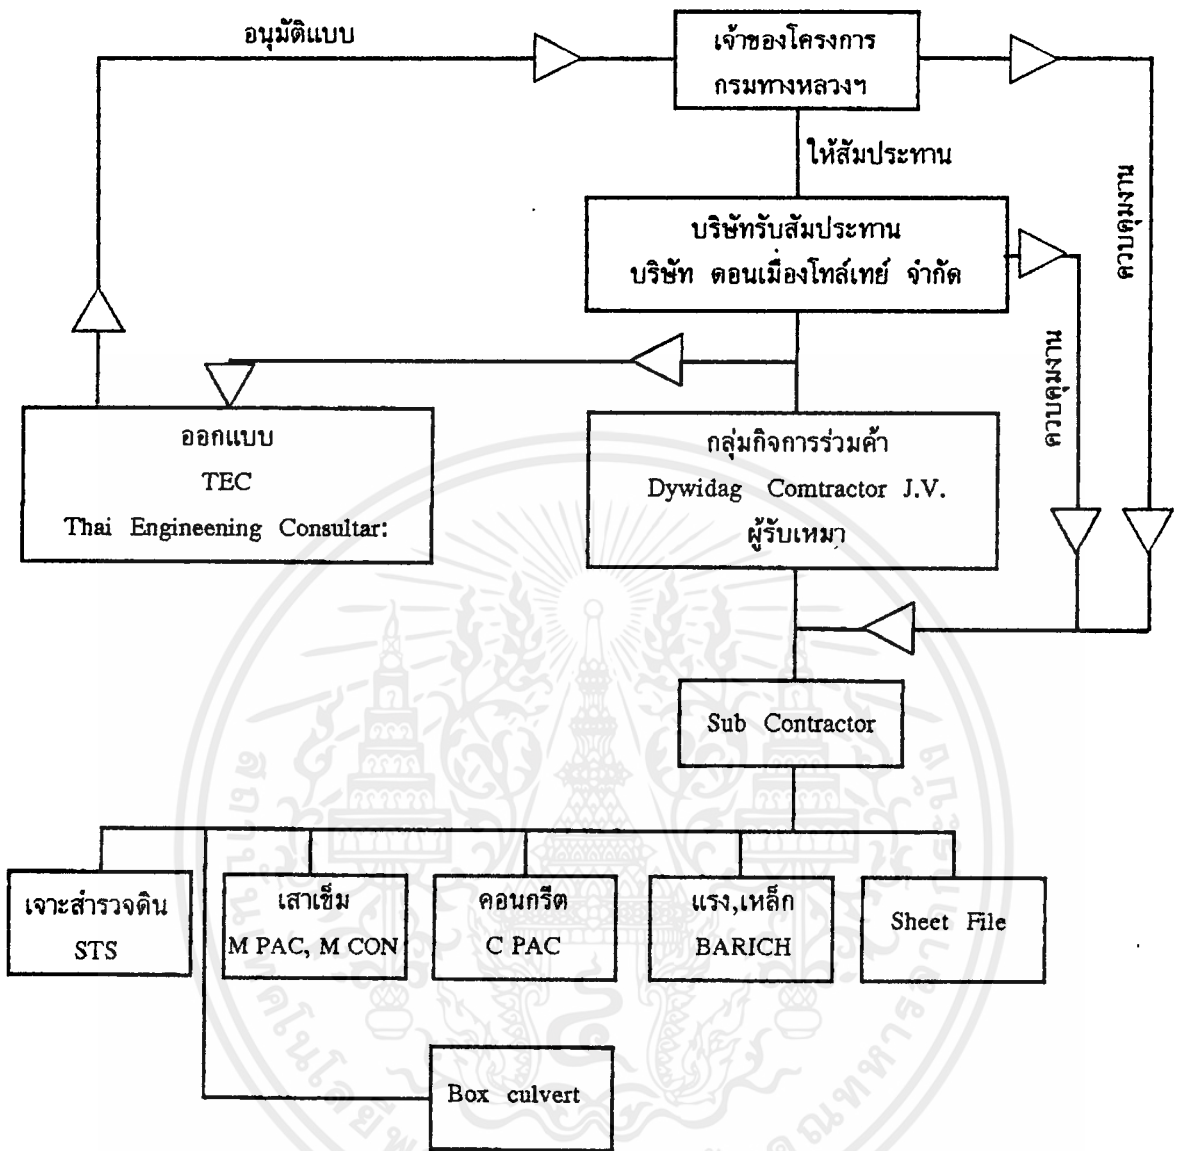 อนุมัติแบบ
เจ้าของโครงการ
กรมทางหลวงฯ
ให้สัมประทาน
ควบคุมงาน
บริษัทรับสัมประทาน
บริษัท ดอนเมืองโทล์เทย์ จำกัด
ควบคุมงาน
ออกแบบ
TEC
Thai Engineening Consultar:
กลุ่มกิจการร่วมค้า
Dywidag Comtractor J.V.
ผู้รับเหมา
Sub Contractor
เจาะสำรวจดิน
STS
เสาเข็ม
M PAC, M CON
คอนกรีต
C PAC
แรง,เหล็ก
BARICH
Sheet File
Box culvert